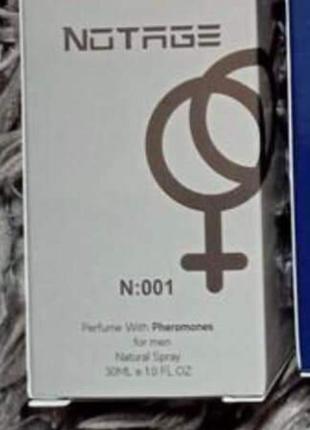 NOTAGE
N:001
Perfume With Pheromones
for men
Natural Spray
30ML e 1.0 FL.OZ